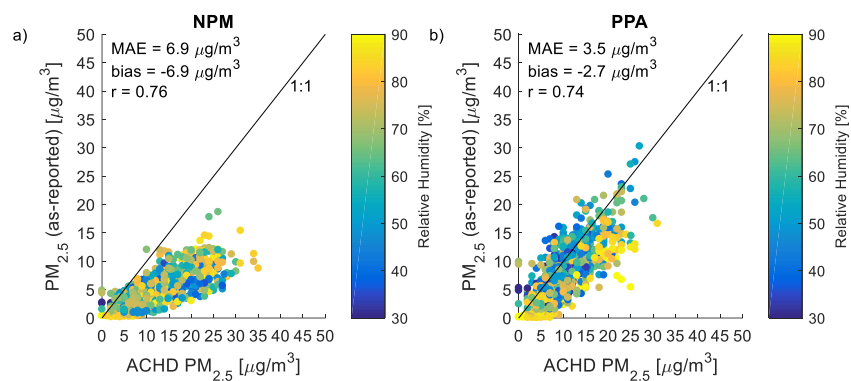 NPM
a)
MAE = 6.9 μg/m³
bias = -6.9 μg/m³
r = 0.76
1:1
PM₂.₅ (as-reported) [μg/m³]
50
45
40
35
30
25
20
15
10
5
0
0 5 10 15 20 25 30 35 40 45 50
ACHD PM₂.₅ [μg/m³]
90
80
70
60
50
40
30
Relative Humidity [%]
PPA
b)
MAE = 3.5 μg/m³
bias = -2.7 μg/m³
r = 0.74
1:1
PM₂.₅ (as-reported) [μg/m³]
50
45
40
35
30
25
20
15
10
5
0
0 5 10 15 20 25 30 35 40 45 50
ACHD PM₂.₅ [μg/m³]
90
80
70
60
50
40
30
Relative Humidity [%]